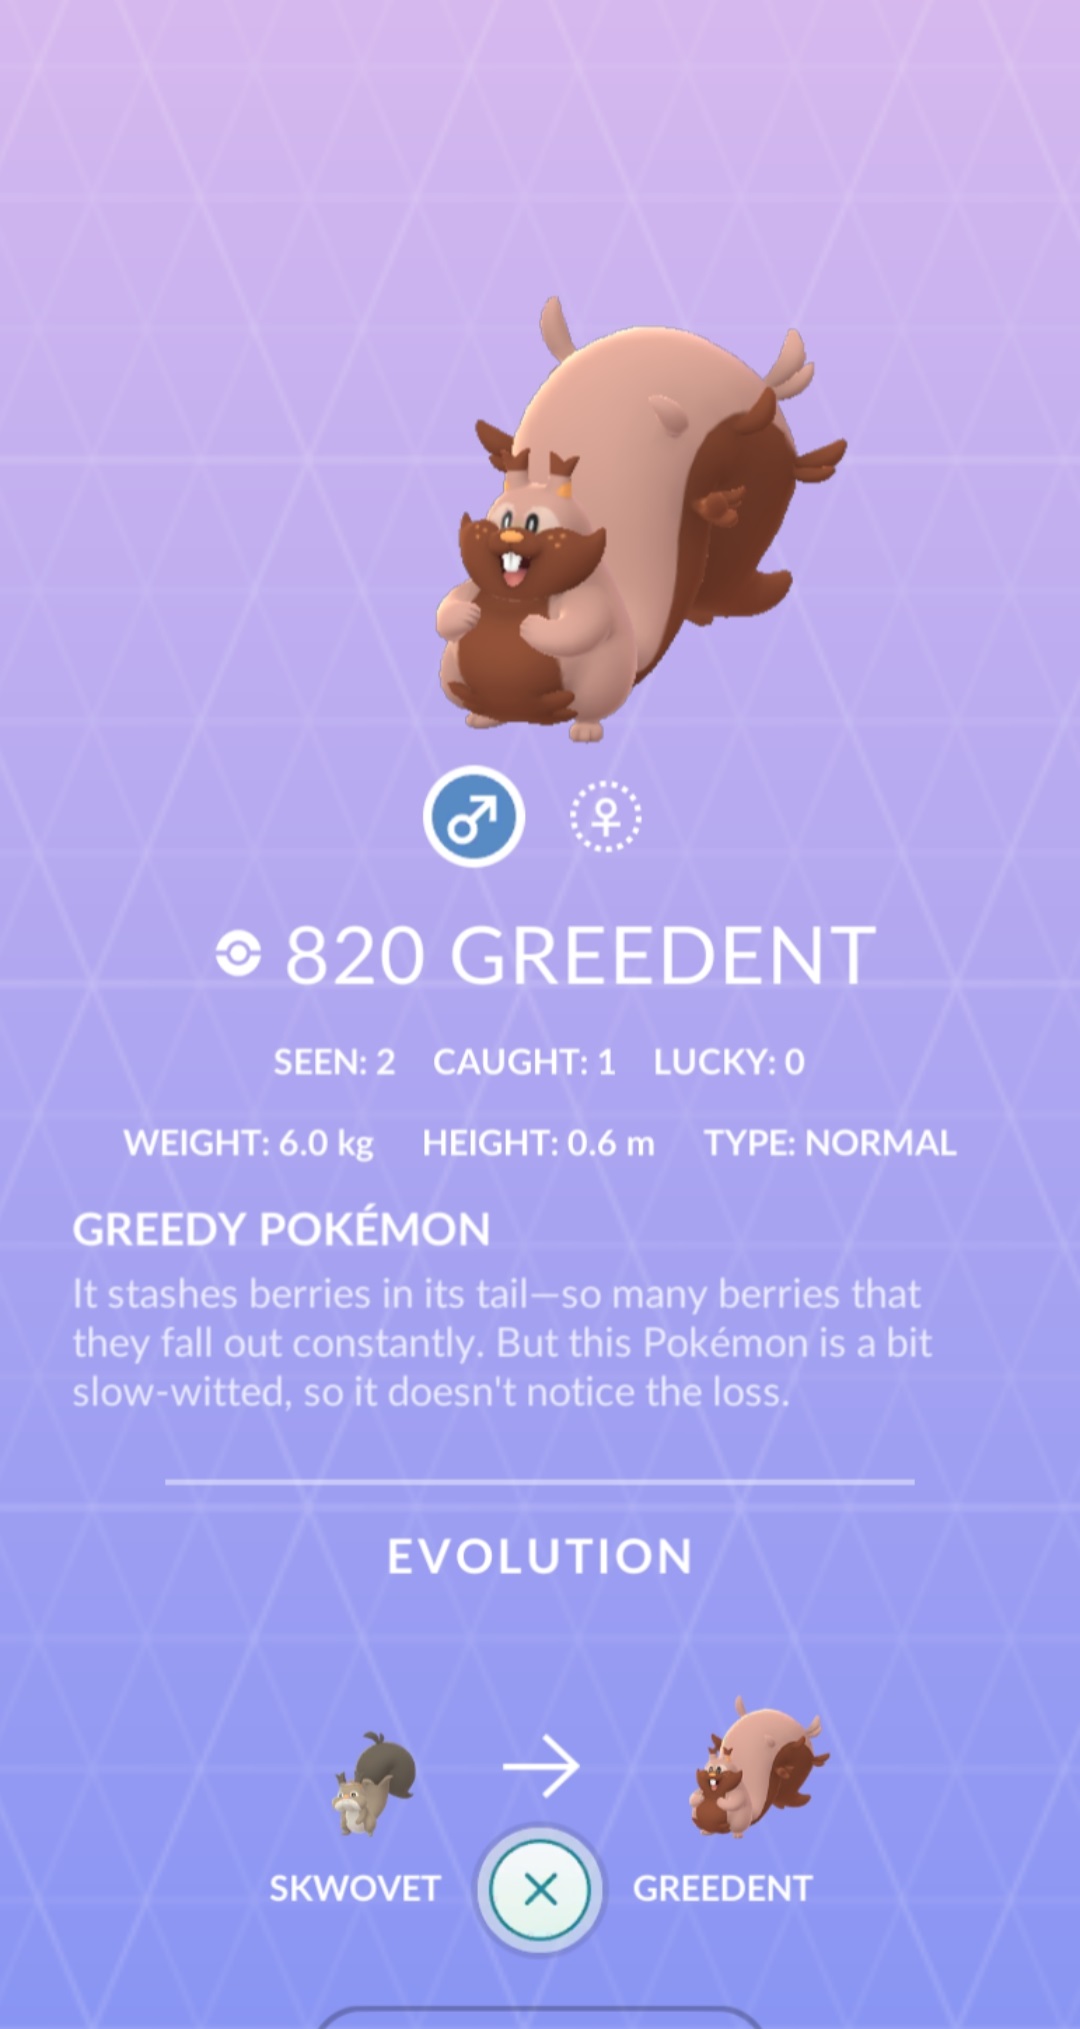 820 GREEDENT
SEEN: 2 CAUGHT: 1 LUCKY: 0
WEIGHT: 6.0 kg HEIGHT: 0.6 m TYPE: NORMAL
GREEDY POKÉMON
It stashes berries in its tail—so many berries that
they fall out constantly. But this Pokémon is a bit
slow-witted, so it doesn't notice the loss.
EVOLUTION
SKWOVET GREEDENT